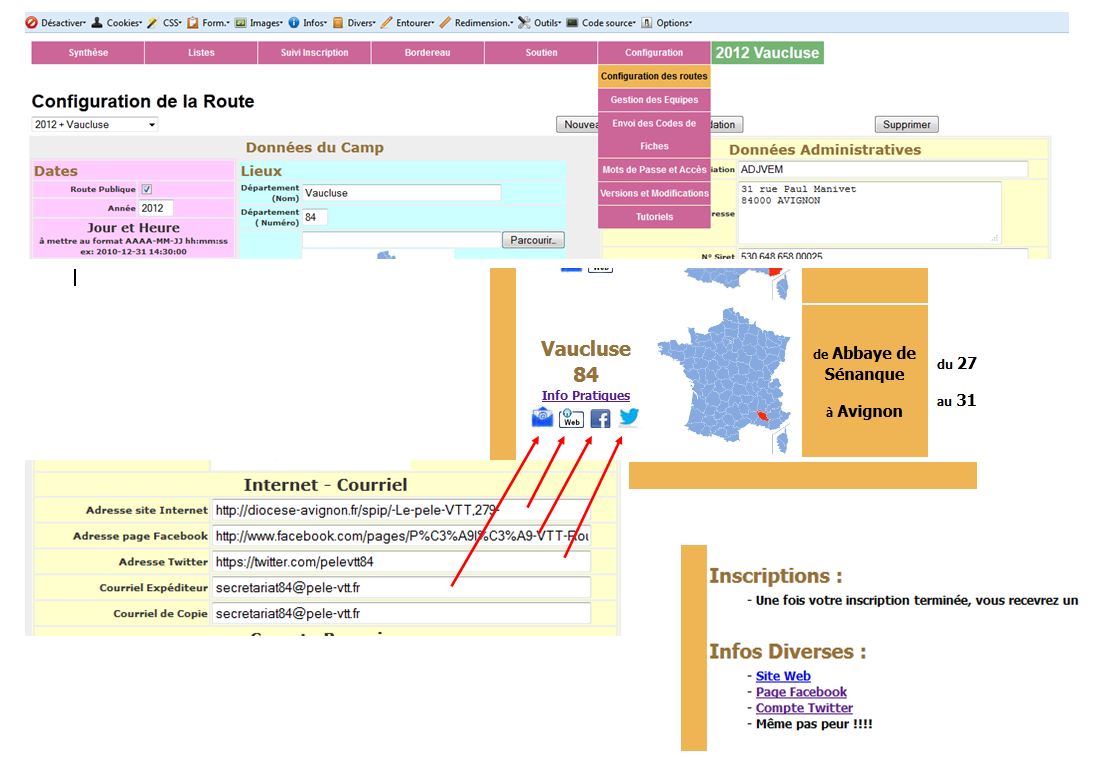 Désactiver Cookies CSS Form. Images Infos Divers Entourer Redimension. Outils Code source Options
Synthèse Listes Suivi Inscription Bordereau Soutien Configuration 2012 Vaucluse
Configuration des routes
Gestion des Equipes
Envoi des Codes de
Fiches
Mots de Passe et Accès
Versions et Modifications
Tutoriels
Configuration de la Route
2012 + Vaucluse
Supprimer
Données du Camp
Dates
Route Publique
Année 2012
Jour et Heure
à mettre au format AAAA-MM-JJ hh:mm:ss
ex: 2010-12-31 14:30:00
Lieux
Département
(Nom)
Vaucluse
Département
( Numéro)
84
Parcourir...
Données Administratives
ADJVEM
31 rue Paul Manivet
84000 AVIGNON
N° Siret 530 648 658 00025
Vaucluse
84
Info Pratiques
Web
de Abbaye de
Sénanque
à Avignon
du 27
au 31
Internet - Courriel
Adresse site Internet http://diocese-avignon.fr/spip/-Le-pele-VTT,279-
Adresse page Facebook http://www.facebook.com/pages/P%C3%A9l%C3%A9-VTT-Rou
Adresse Twitter https://twitter.com/pelevtt84
Courriel Expéditeur secretariat84@pele-vtt.fr
Courriel de Copie secretariat84@pele-vtt.fr
Inscriptions :
- Une fois votre inscription terminée, vous recevrez un
Infos Diverses :
- Site Web
- Page Facebook
- Compte Twitter
- Même pas peur !!!!